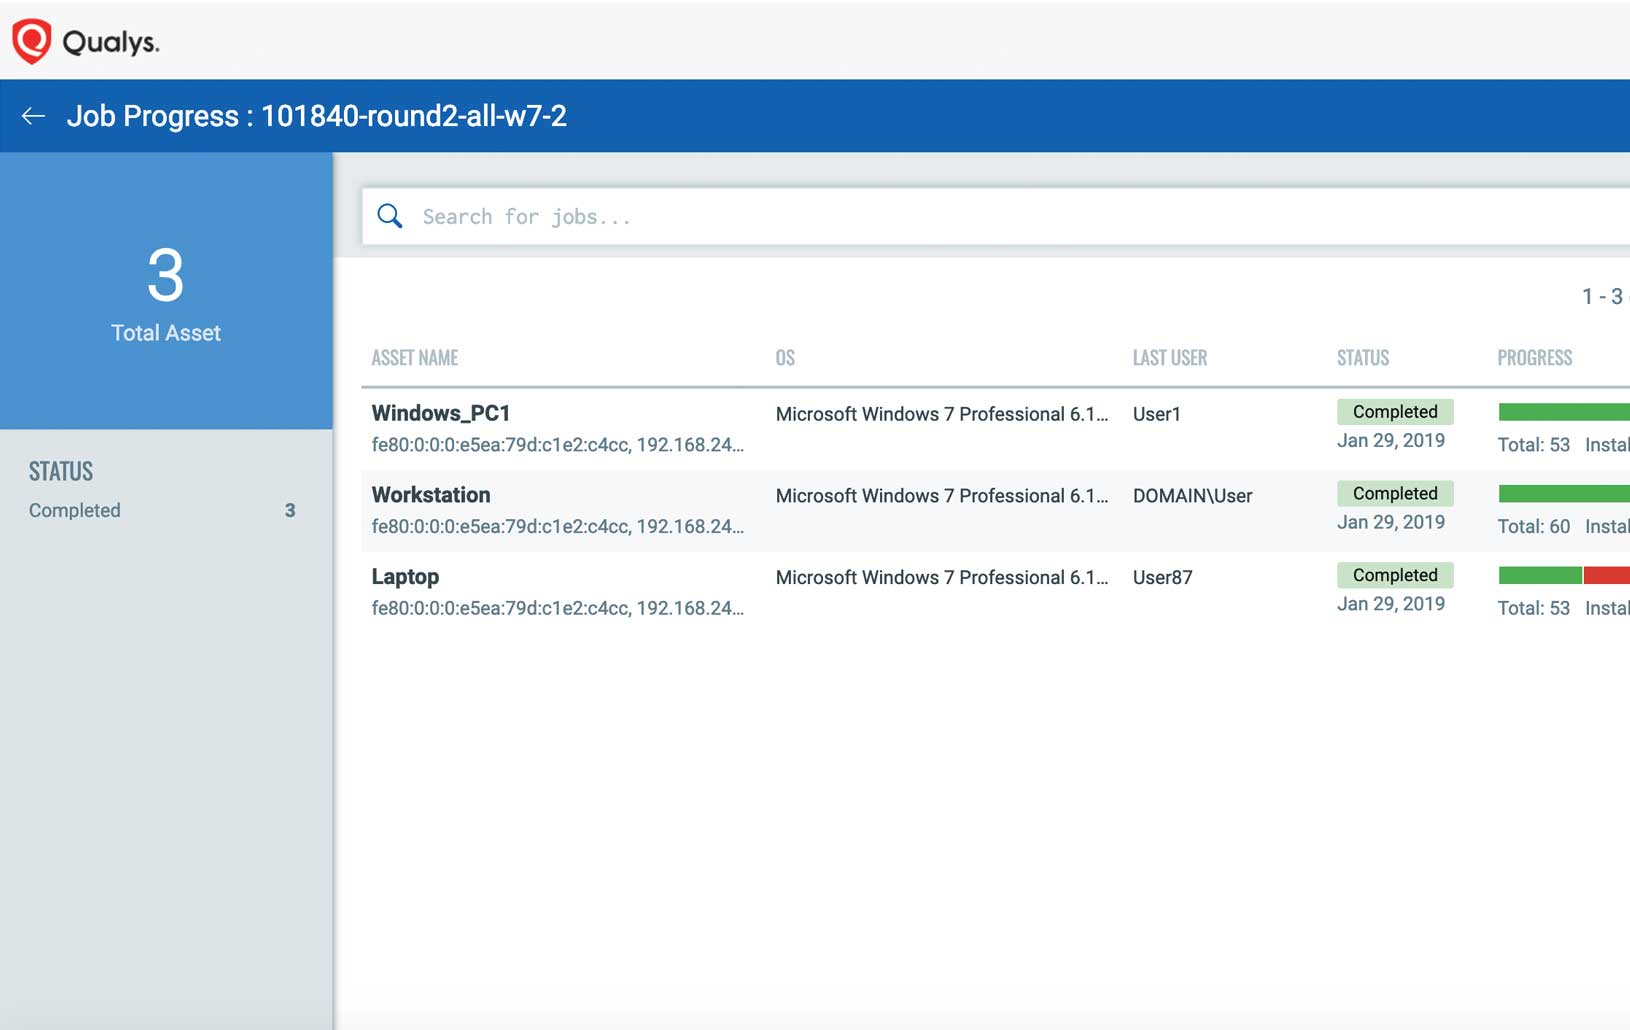 Qualys.
Job Progress : 101840-round2-all-w7-2
3
Total Asset
STATUS
Completed 3
Search for jobs...
1 - 3
ASSET NAME OS LAST USER STATUS PROGRESS
Windows_PC1 Microsoft Windows 7 Professional 6.1... User1 Completed
fe80:0:0:0:e5ea:79d:c1e2:c4cc, 192.168.24... Jan 29, 2019 Total: 53 Instal
Workstation Microsoft Windows 7 Professional 6.1... DOMAIN\User Completed
fe80:0:0:0:e5ea:79d:c1e2:c4cc, 192.168.24... Jan 29, 2019 Total: 60 Instal
Laptop Microsoft Windows 7 Professional 6.1... User87 Completed
fe80:0:0:0:e5ea:79d:c1e2:c4cc, 192.168.24... Jan 29, 2019 Total: 53 Instal